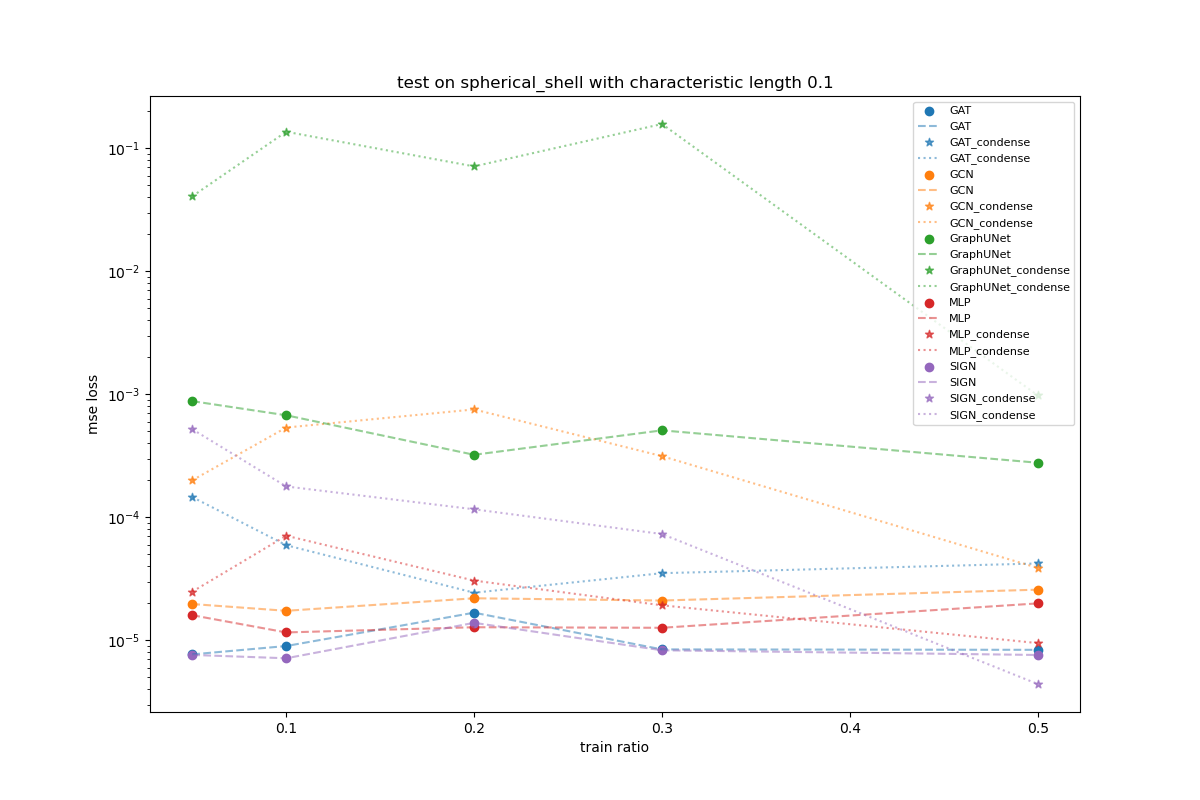 test on spherical_shell with characteristic length 0.1
mse loss
10⁻¹
10⁻²
10⁻³
10⁻⁴
10⁻⁵
GAT
GAT
GAT_condense
GAT_condense
GCN
GCN
GCN_condense
GCN_condense
GraphUNet
GraphUNet
GraphUNet_condense
GraphUNet_condense
MLP
MLP
MLP_condense
MLP_condense
SIGN
SIGN
SIGN_condense
SIGN_condense
0.1 0.2 0.3 0.4 0.5
train ratio